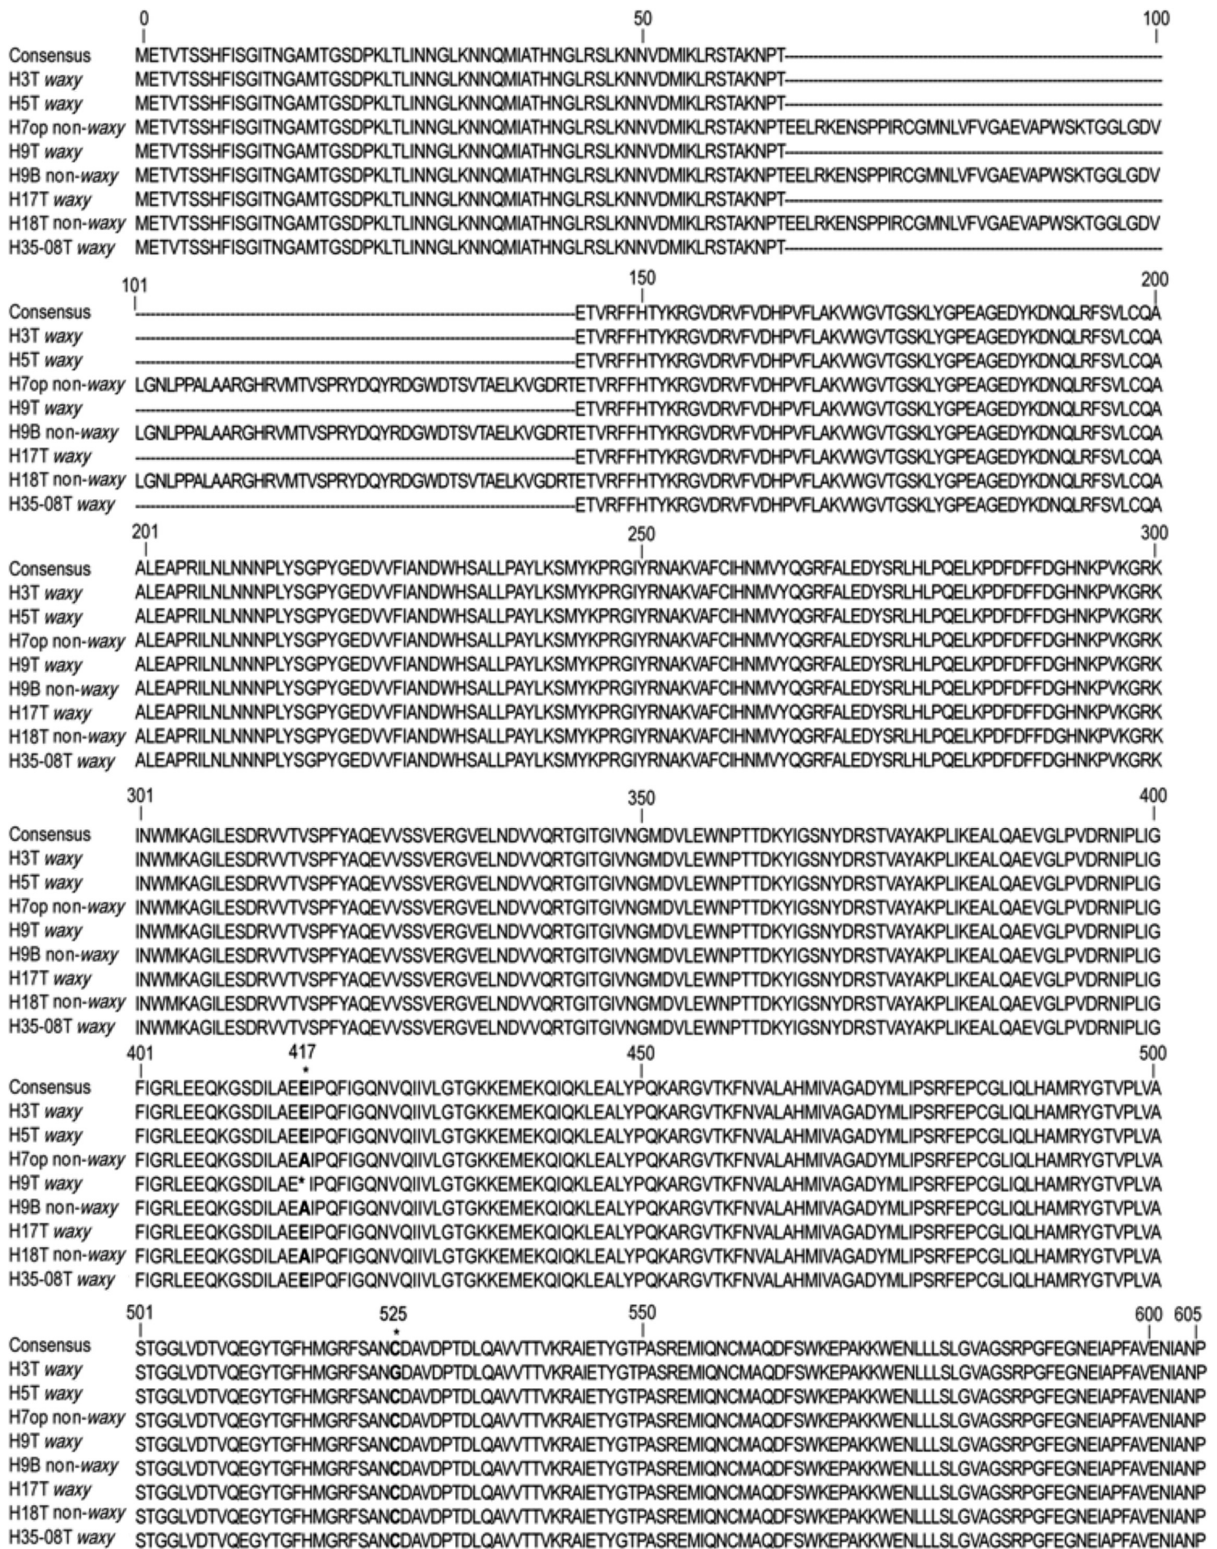 0 50 100
Consensus METVTSSHFISGITNGAMTGSDPKLTLINNGLKNNQMIATHNGLRSLKNNVDMIKLRSTAKNPT--------------------------------------
H3T waxy METVTSSHFISGITNGAMTGSDPKLTLINNGLKNNQMIATHNGLRSLKNNVDMIKLRSTAKNPT--------------------------------------
H5T waxy METVTSSHFISGITNGAMTGSDPKLTLINNGLKNNQMIATHNGLRSLKNNVDMIKLRSTAKNPT--------------------------------------
H7op non-waxy METVTSSHFISGITNGAMTGSDPKLTLINNGLKNNQMIATHNGLRSLKNNVDMIKLRSTAKNPTEELRKENSPPIRCGMNLVFVGAEVAPWSKTGGLGDV
H9T waxy METVTSSHFISGITNGAMTGSDPKLTLINNGLKNNQMIATHNGLRSLKNNVDMIKLRSTAKNPT--------------------------------------
H9B non-waxy METVTSSHFISGITNGAMTGSDPKLTLINNGLKNNQMIATHNGLRSLKNNVDMIKLRSTAKNPTEELRKENSPPIRCGMNLVFVGAEVAPWSKTGGLGDV
H17T waxy METVTSSHFISGITNGAMTGSDPKLTLINNGLKNNQMIATHNGLRSLKNNVDMIKLRSTAKNPT--------------------------------------
H18T non-waxy METVTSSHFISGITNGAMTGSDPKLTLINNGLKNNQMIATHNGLRSLKNNVDMIKLRSTAKNPTEELRKENSPPIRCGMNLVFVGAEVAPWSKTGGLGDV
H35-08T waxy METVTSSHFISGITNGAMTGSDPKLTLINNGLKNNQMIATHNGLRSLKNNVDMIKLRSTAKNPT--------------------------------------
101 150 200
Consensus -------------------------------------------ETVRFFHTYKRGVDRVFVDHPVFLAKVWGVTGSKLYGPEAGEDYKDNQLRFSVLCQA
H3T waxy -------------------------------------------ETVRFFHTYKRGVDRVFVDHPVFLAKVWGVTGSKLYGPEAGEDYKDNQLRFSVLCQA
H5T waxy -------------------------------------------ETVRFFHTYKRGVDRVFVDHPVFLAKVWGVTGSKLYGPEAGEDYKDNQLRFSVLCQA
H7op non-waxy LGNLPPALAARGHRVMTVSPRYDQYRDGWDTSVTAELKVGDRTETVRFFHTYKRGVDRVFVDHPVFLAKVWGVTGSKLYGPEAGEDYKDNQLRFSVLCQA
H9T waxy -------------------------------------------ETVRFFHTYKRGVDRVFVDHPVFLAKVWGVTGSKLYGPEAGEDYKDNQLRFSVLCQA
H9B non-waxy LGNLPPALAARGHRVMTVSPRYDQYRDGWDTSVTAELKVGDRTETVRFFHTYKRGVDRVFVDHPVFLAKVWGVTGSKLYGPEAGEDYKDNQLRFSVLCQA
H17T waxy -------------------------------------------ETVRFFHTYKRGVDRVFVDHPVFLAKVWGVTGSKLYGPEAGEDYKDNQLRFSVLCQA
H18T non-waxy LGNLPPALAARGHRVMTVSPRYDQYRDGWDTSVTAELKVGDRTETVRFFHTYKRGVDRVFVDHPVFLAKVWGVTGSKLYGPEAGEDYKDNQLRFSVLCQA
H35-08T waxy -------------------------------------------ETVRFFHTYKRGVDRVFVDHPVFLAKVWGVTGSKLYGPEAGEDYKDNQLRFSVLCQA
201 250 300
Consensus ALEAPRILNLNNNPLYSGPYGEDVVFIANDWHSALLPAYLKSMYKPRGIYRNAKVAFCIHNMVYQGRFALEDYSRLHLPQELKPDFDFFDGHNKPVKGRK
H3T waxy ALEAPRILNLNNNPLYSGPYGEDVVFIANDWHSALLPAYLKSMYKPRGIYRNAKVAFCIHNMVYQGRFALEDYSRLHLPQELKPDFDFFDGHNKPVKGRK
H5T waxy ALEAPRILNLNNNPLYSGPYGEDVVFIANDWHSALLPAYLKSMYKPRGIYRNAKVAFCIHNMVYQGRFALEDYSRLHLPQELKPDFDFFDGHNKPVKGRK
H7op non-waxy ALEAPRILNLNNNPLYSGPYGEDVVFIANDWHSALLPAYLKSMYKPRGIYRNAKVAFCIHNMVYQGRFALEDYSRLHLPQELKPDFDFFDGHNKPVKGRK
H9T waxy ALEAPRILNLNNNPLYSGPYGEDVVFIANDWHSALLPAYLKSMYKPRGIYRNAKVAFCIHNMVYQGRFALEDYSRLHLPQELKPDFDFFDGHNKPVKGRK
H9B non-waxy ALEAPRILNLNNNPLYSGPYGEDVVFIANDWHSALLPAYLKSMYKPRGIYRNAKVAFCIHNMVYQGRFALEDYSRLHLPQELKPDFDFFDGHNKPVKGRK
H17T waxy ALEAPRILNLNNNPLYSGPYGEDVVFIANDWHSALLPAYLKSMYKPRGIYRNAKVAFCIHNMVYQGRFALEDYSRLHLPQELKPDFDFFDGHNKPVKGRK
H18T non-waxy ALEAPRILNLNNNPLYSGPYGEDVVFIANDWHSALLPAYLKSMYKPRGIYRNAKVAFCIHNMVYQGRFALEDYSRLHLPQELKPDFDFFDGHNKPVKGRK
H35-08T waxy ALEAPRILNLNNNPLYSGPYGEDVVFIANDWHSALLPAYLKSMYKPRGIYRNAKVAFCIHNMVYQGRFALEDYSRLHLPQELKPDFDFFDGHNKPVKGRK
301 350 400
Consensus INWMKAGILESDRVVTVSPFYAQEVVSSVERGVELNDVVQRTGITGIVNGMDVLEWNPTTDKYIGSNYDRSTVAYAKPLIKEALQAEVGLPVDRNIPLIG
H3T waxy INWMKAGILESDRVVTVSPFYAQEVVSSVERGVELNDVVQRTGITGIVNGMDVLEWNPTTDKYIGSNYDRSTVAYAKPLIKEALQAEVGLPVDRNIPLIG
H5T waxy INWMKAGILESDRVVTVSPFYAQEVVSSVERGVELNDVVQRTGITGIVNGMDVLEWNPTTDKYIGSNYDRSTVAYAKPLIKEALQAEVGLPVDRNIPLIG
H7op non-waxy INWMKAGILESDRVVTVSPFYAQEVVSSVERGVELNDVVQRTGITGIVNGMDVLEWNPTTDKYIGSNYDRSTVAYAKPLIKEALQAEVGLPVDRNIPLIG
H9T waxy INWMKAGILESDRVVTVSPFYAQEVVSSVERGVELNDVVQRTGITGIVNGMDVLEWNPTTDKYIGSNYDRSTVAYAKPLIKEALQAEVGLPVDRNIPLIG
H9B non-waxy INWMKAGILESDRVVTVSPFYAQEVVSSVERGVELNDVVQRTGITGIVNGMDVLEWNPTTDKYIGSNYDRSTVAYAKPLIKEALQAEVGLPVDRNIPLIG
H17T waxy INWMKAGILESDRVVTVSPFYAQEVVSSVERGVELNDVVQRTGITGIVNGMDVLEWNPTTDKYIGSNYDRSTVAYAKPLIKEALQAEVGLPVDRNIPLIG
H18T non-waxy INWMKAGILESDRVVTVSPFYAQEVVSSVERGVELNDVVQRTGITGIVNGMDVLEWNPTTDKYIGSNYDRSTVAYAKPLIKEALQAEVGLPVDRNIPLIG
H35-08T waxy INWMKAGILESDRVVTVSPFYAQEVVSSVERGVELNDVVQRTGITGIVNGMDVLEWNPTTDKYIGSNYDRSTVAYAKPLIKEALQAEVGLPVDRNIPLIG
401 417 450 500
*
Consensus FIGRLEEQKGSDILAEEIPQFIGQNVQIIVLGTGKKEMEKQIQKLEALYPQKARGVTKFNVALAHMIVAGADYMLIPSRFEPCGLIQLHAMRYGTVPLVA
H3T waxy FIGRLEEQKGSDILAEEIPQFIGQNVQIIVLGTGKKEMEKQIQKLEALYPQKARGVTKFNVALAHMIVAGADYMLIPSRFEPCGLIQLHAMRYGTVPLVA
H5T waxy FIGRLEEQKGSDILAEEIPQFIGQNVQIIVLGTGKKEMEKQIQKLEALYPQKARGVTKFNVALAHMIVAGADYMLIPSRFEPCGLIQLHAMRYGTVPLVA
H7op non-waxy FIGRLEEQKGSDILAEAIPQFIGQNVQIIVLGTGKKEMEKQIQKLEALYPQKARGVTKFNVALAHMIVAGADYMLIPSRFEPCGLIQLHAMRYGTVPLVA
H9T waxy FIGRLEEQKGSDILAE*IPQFIGQNVQIIVLGTGKKEMEKQIQKLEALYPQKARGVTKFNVALAHMIVAGADYMLIPSRFEPCGLIQLHAMRYGTVPLVA
H9B non-waxy FIGRLEEQKGSDILAEAIPQFIGQNVQIIVLGTGKKEMEKQIQKLEALYPQKARGVTKFNVALAHMIVAGADYMLIPSRFEPCGLIQLHAMRYGTVPLVA
H17T waxy FIGRLEEQKGSDILAEEIPQFIGQNVQIIVLGTGKKEMEKQIQKLEALYPQKARGVTKFNVALAHMIVAGADYMLIPSRFEPCGLIQLHAMRYGTVPLVA
H18T non-waxy FIGRLEEQKGSDILAEAIPQFIGQNVQIIVLGTGKKEMEKQIQKLEALYPQKARGVTKFNVALAHMIVAGADYMLIPSRFEPCGLIQLHAMRYGTVPLVA
H35-08T waxy FIGRLEEQKGSDILAEEIPQFIGQNVQIIVLGTGKKEMEKQIQKLEALYPQKARGVTKFNVALAHMIVAGADYMLIPSRFEPCGLIQLHAMRYGTVPLVA
501 525 550 600 605
*
Consensus STGGLVDTVQEGYTGFHMGRFSANCDAVDPTDLQAVVTTVKRAIETYGTPASREMIQNCMAQDFSWKEPAKKWENLLLSLGVAGSRPGFEGNEIAPFAVENIANP
H3T waxy STGGLVDTVQEGYTGFHMGRFSANGDAVDPTDLQAVVTTVKRAIETYGTPASREMIQNCMAQDFSWKEPAKKWENLLLSLGVAGSRPGFEGNEIAPFAVENIANP
H5T waxy STGGLVDTVQEGYTGFHMGRFSANCDAVDPTDLQAVVTTVKRAIETYGTPASREMIQNCMAQDFSWKEPAKKWENLLLSLGVAGSRPGFEGNEIAPFAVENIANP
H7op non-waxy STGGLVDTVQEGYTGFHMGRFSANCDAVDPTDLQAVVTTVKRAIETYGTPASREMIQNCMAQDFSWKEPAKKWENLLLSLGVAGSRPGFEGNEIAPFAVENIANP
H9T waxy STGGLVDTVQEGYTGFHMGRFSANCDAVDPTDLQAVVTTVKRAIETYGTPASREMIQNCMAQDFSWKEPAKKWENLLLSLGVAGSRPGFEGNEIAPFAVENIANP
H9B non-waxy STGGLVDTVQEGYTGFHMGRFSANCDAVDPTDLQAVVTTVKRAIETYGTPASREMIQNCMAQDFSWKEPAKKWENLLLSLGVAGSRPGFEGNEIAPFAVENIANP
H17T waxy STGGLVDTVQEGYTGFHMGRFSANCDAVDPTDLQAVVTTVKRAIETYGTPASREMIQNCMAQDFSWKEPAKKWENLLLSLGVAGSRPGFEGNEIAPFAVENIANP
H18T non-waxy STGGLVDTVQEGYTGFHMGRFSANCDAVDPTDLQAVVTTVKRAIETYGTPASREMIQNCMAQDFSWKEPAKKWENLLLSLGVAGSRPGFEGNEIAPFAVENIANP
H35-08T waxy STGGLVDTVQEGYTGFHMGRFSANCDAVDPTDLQAVVTTVKRAIETYGTPASREMIQNCMAQDFSWKEPAKKWENLLLSLGVAGSRPGFEGNEIAPFAVENIANP